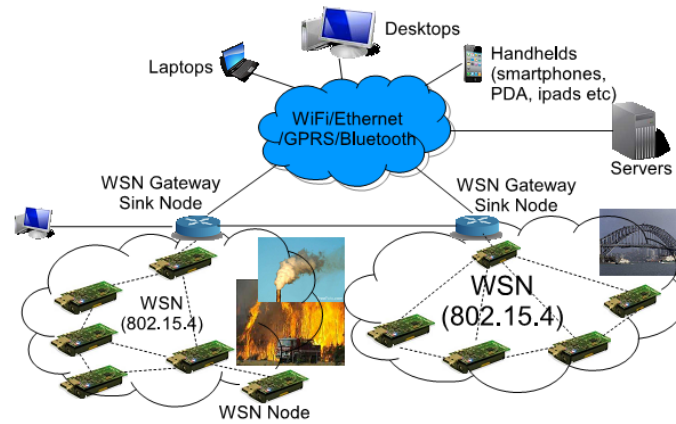 Desktops
Laptops
Handhelds
(smartphones,
PDA, ipads etc)
WiFi/Ethernet
/GPRS/Bluetooth
Servers
WSN Gateway
Sink Node
WSN Gateway
Sink Node
WSN
(802.15.4)
WSN
(802.15.4)
WSN Node